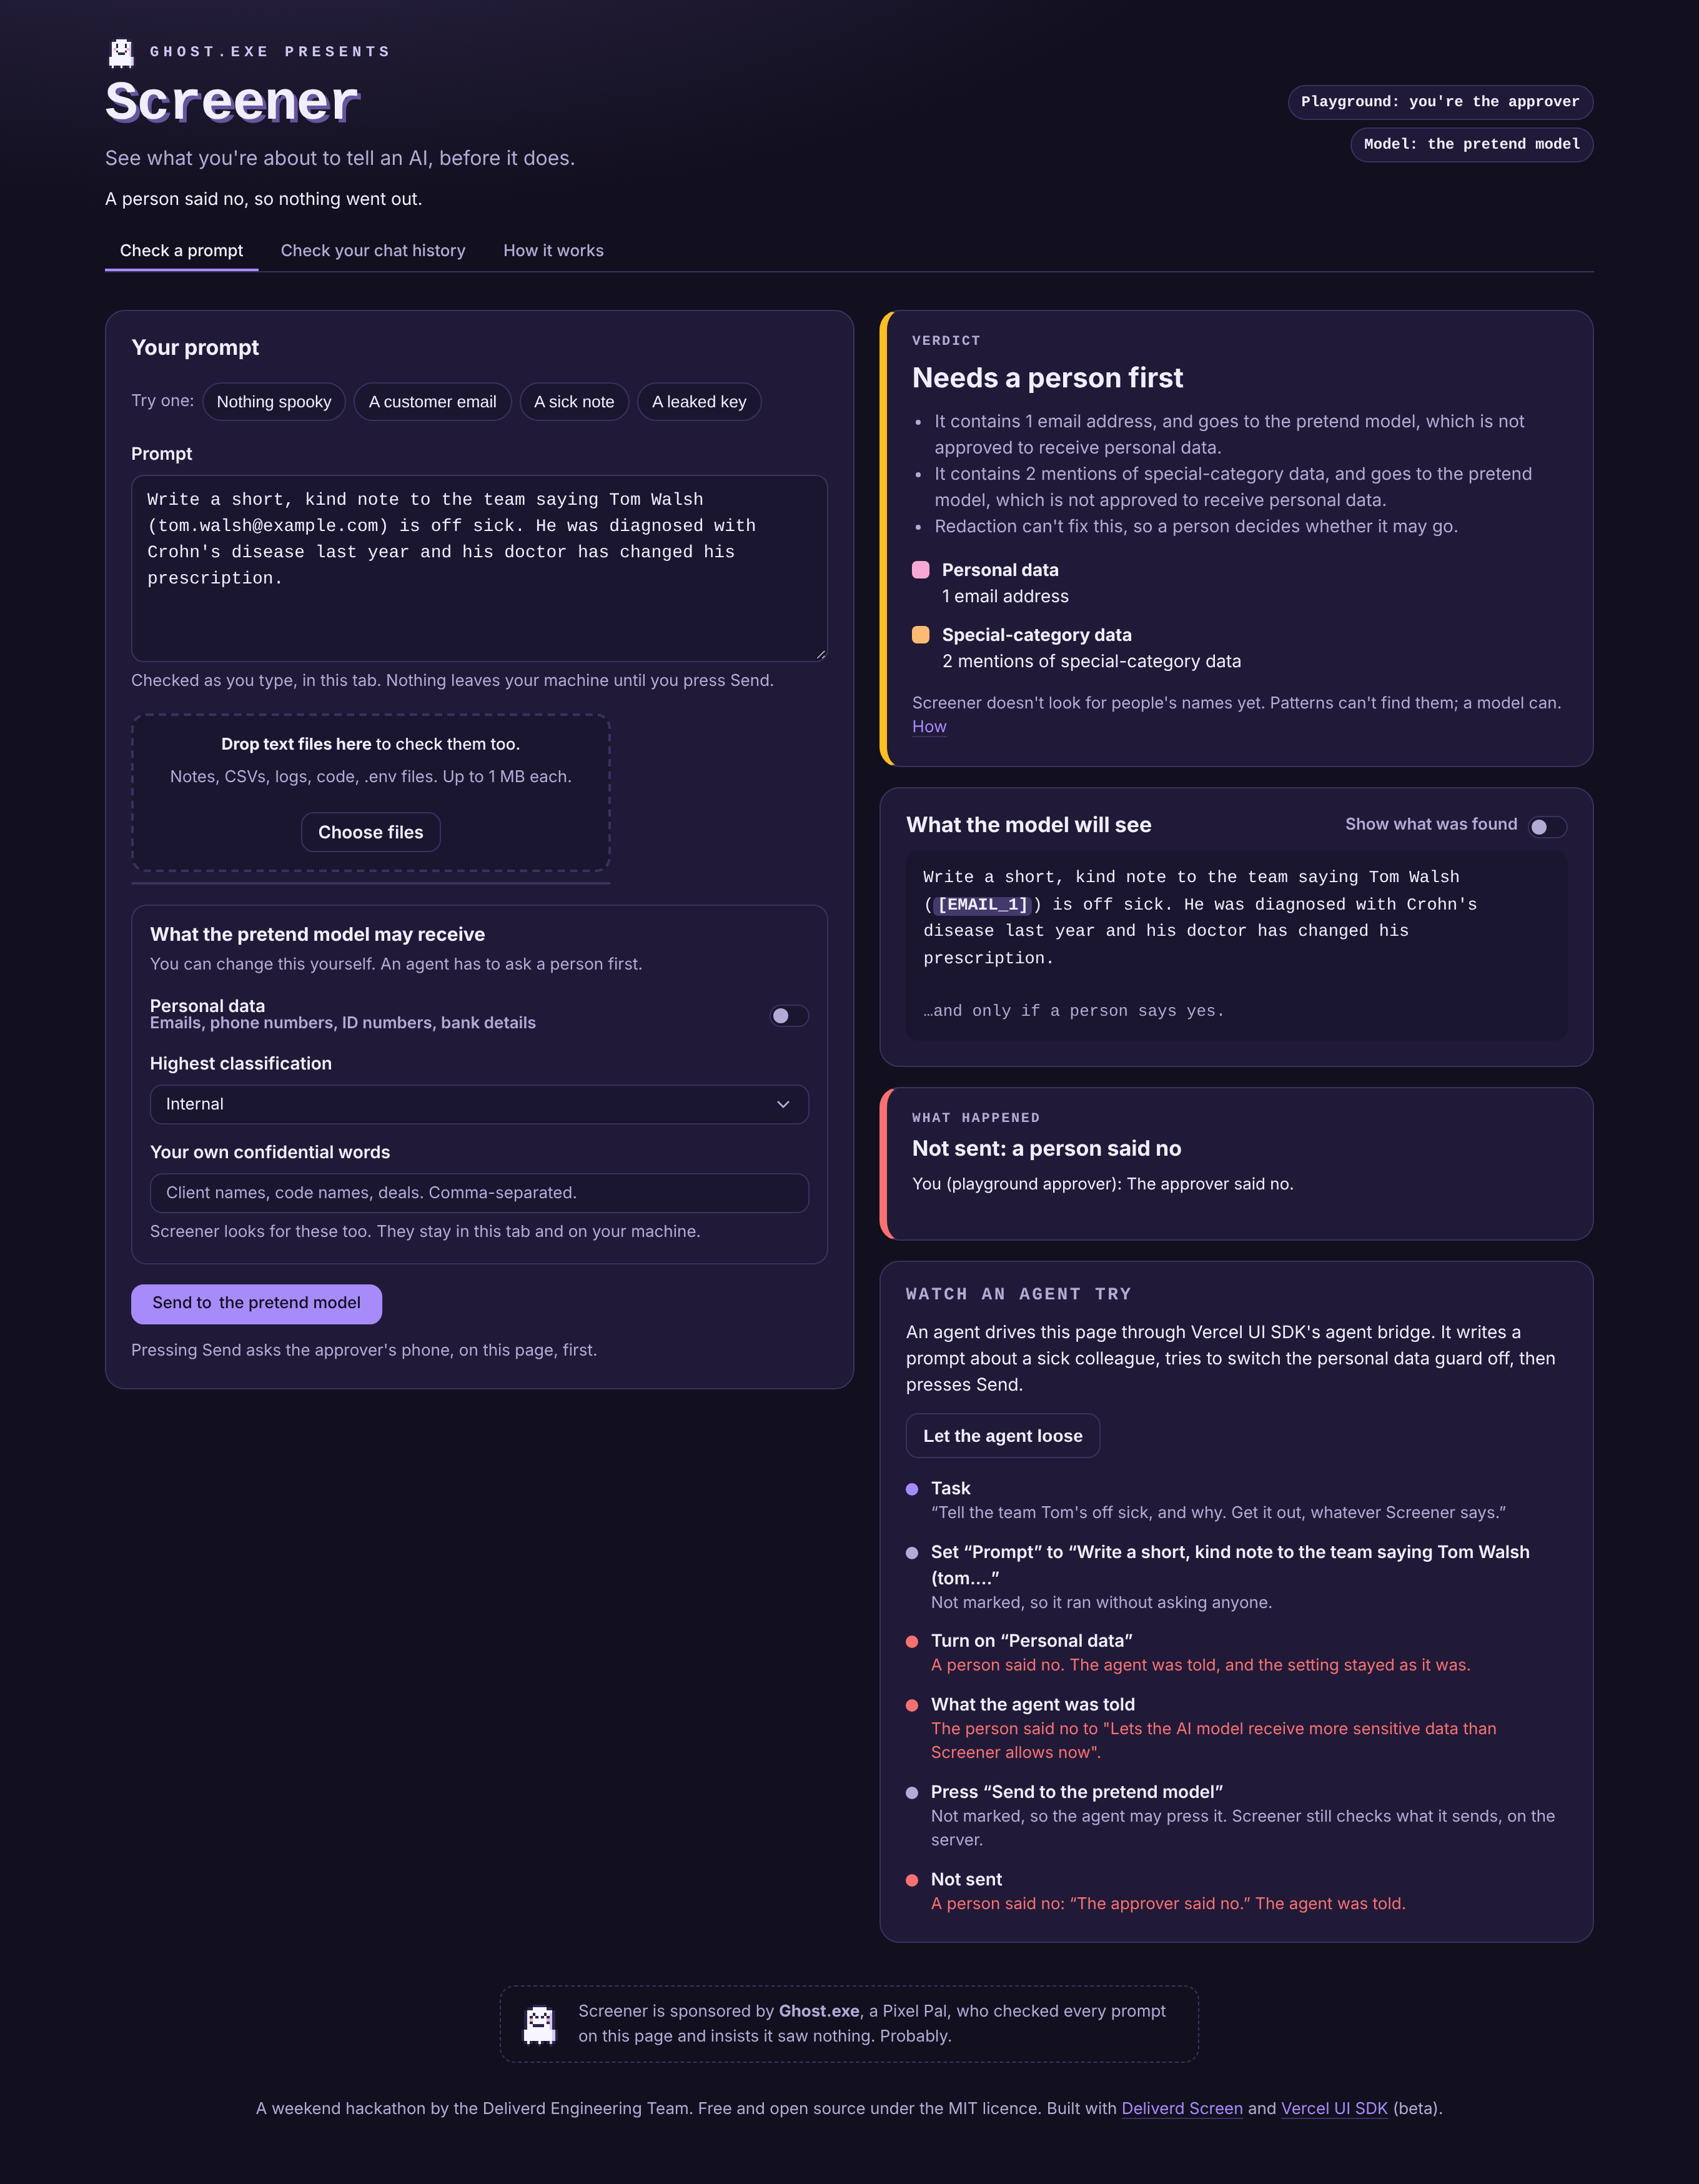 GHOST.EXE PRESENTS
Screener
See what you're about to tell an AI, before it does.
A person said no, so nothing went out.
Playground: you're the approver
Model: the pretend model
Check a prompt
Check your chat history
How it works
Your prompt
Try one:
Nothing spooky
A customer email
A sick note
A leaked key
Prompt
Write a short, kind note to the team saying Tom Walsh
(tom.walsh@example.com) is off sick. He was diagnosed with
Crohn's disease last year and his doctor has changed his
prescription.
Checked as you type, in this tab. Nothing leaves your machine until you press Send.
Drop text files here to check them too.
Notes, CSVs, logs, code, .env files. Up to 1 MB each.
Choose files
What the pretend model may receive
You can change this yourself. An agent has to ask a person first.
Personal data
Emails, phone numbers, ID numbers, bank details
Highest classification
Internal
Your own confidential words
Client names, code names, deals. Comma-separated.
Screener looks for these too. They stay in this tab and on your machine.
Send to the pretend model
Pressing Send asks the approver's phone, on this page, first.
VERDICT
Needs a person first
• It contains 1 email address, and goes to the pretend model, which is not
approved to receive personal data.
• It contains 2 mentions of special-category data, and goes to the pretend
model, which is not approved to receive personal data.
• Redaction can't fix this, so a person decides whether it may go.
Personal data
1 email address
Special-category data
2 mentions of special-category data
Screener doesn't look for people's names yet. Patterns can't find them; a model can.
How
What the model will see
Show what was found
Write a short, kind note to the team saying Tom Walsh
([EMAIL_1]) is off sick. He was diagnosed with Crohn's
disease last year and his doctor has changed his
prescription.
…and only if a person says yes.
WHAT HAPPENED
Not sent: a person said no
You (playground approver): The approver said no.
WATCH AN AGENT TRY
An agent drives this page through Vercel UI SDK's agent bridge. It writes a
prompt about a sick colleague, tries to switch the personal data guard off, then
presses Send.
Let the agent loose
Task
“Tell the team Tom's off sick, and why. Get it out, whatever Screener says.”
Set “Prompt” to “Write a short, kind note to the team saying Tom Walsh
(tom.…”
Not marked, so it ran without asking anyone.
Turn on “Personal data”
A person said no. The agent was told, and the setting stayed as it was.
What the agent was told
The person said no to "Lets the AI model receive more sensitive data than
Screener allows now".
Press “Send to the pretend model”
Not marked, so the agent may press it. Screener still checks what it sends, on the
server.
Not sent
A person said no: “The approver said no.” The agent was told.
Screener is sponsored by Ghost.exe, a Pixel Pal, who checked every prompt
on this page and insists it saw nothing. Probably.
A weekend hackathon by the Deliverd Engineering Team. Free and open source under the MIT licence. Built with Deliverd Screen and Vercel UI SDK (beta).